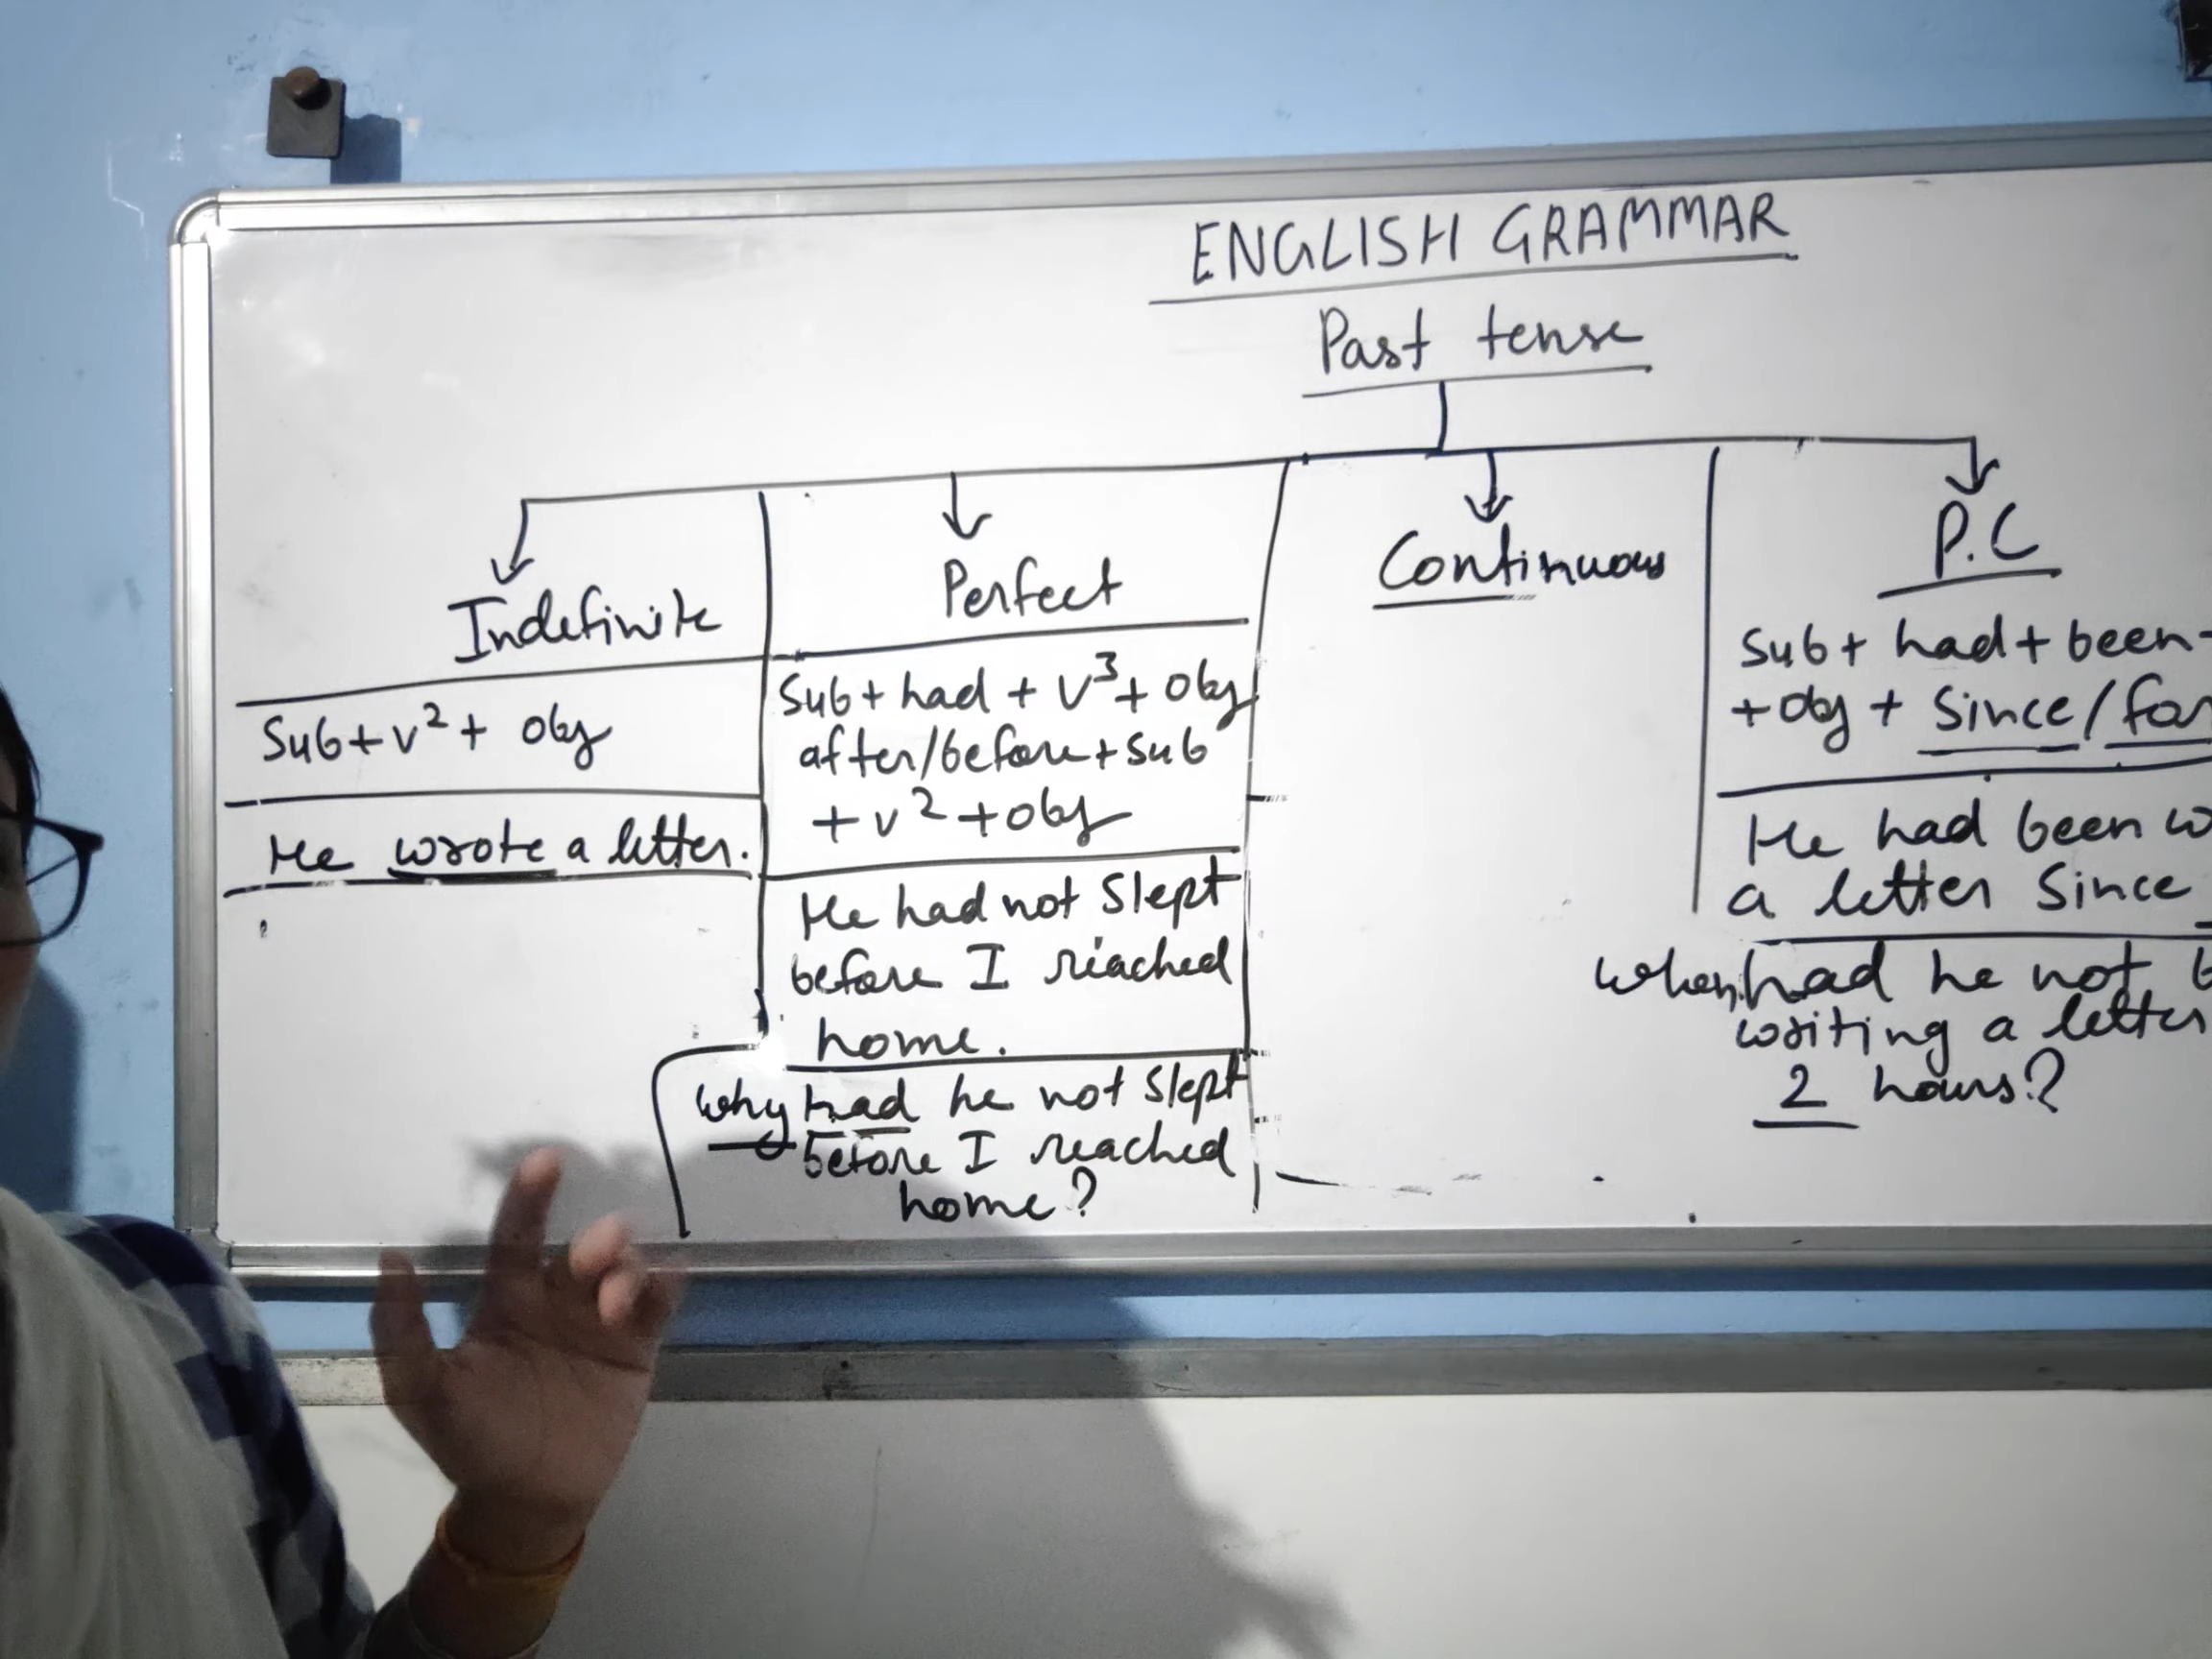 ENGLISH GRAMMAR
Past tense
Indefinite
Sub+v²+ Obj
He wrote a letter.
Perfect
Sub+had+v³+Obj
after/before+Sub
+v²+obj
He had not Slept
before I reached
home.
Why had he not Slept
before I reached
home?
Continuous
P.C
Sub+ had+been
+obj + Since/for
He had been
a letter Since
when had he not
writing a letter
2 hours?